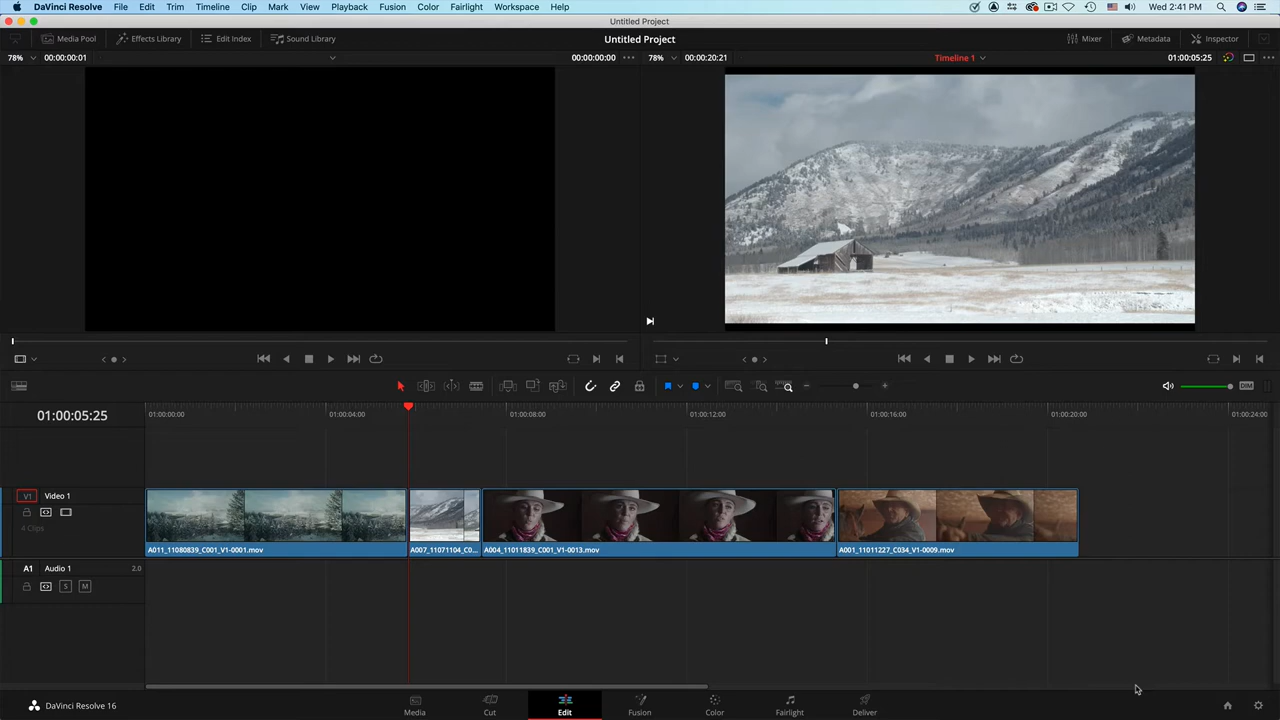 DaVinci Resolve File Edit Trim Timeline Clip Mark View Playback Fusion Color Fairlight Workspace Help Wed 2:41 PM
Untitled Project
Media Pool Effects Library Edit Index Sound Library Untitled Project Mixer Metadata Inspector
78% 00:00:00:01 00:00:00:00 78% 00:00:20:21 Timeline 1 01:00:05:25
DIM
01:00:05:25 01:00:00:00 01:00:04:00 01:00:08:00 01:00:12:00 01:00:16:00 01:00:20:00 01:00:24:00
V1 Video 1
4 Clips
A011_11080839_C001_V1-0001.mov A007_11071104_C0... A004_11011839_C001_V1-0013.mov A001_11011227_C034_V1-0009.mov
A1 Audio 1 2.0
S M
DaVinci Resolve 16 Media Cut Edit Fusion Color Fairlight Deliver